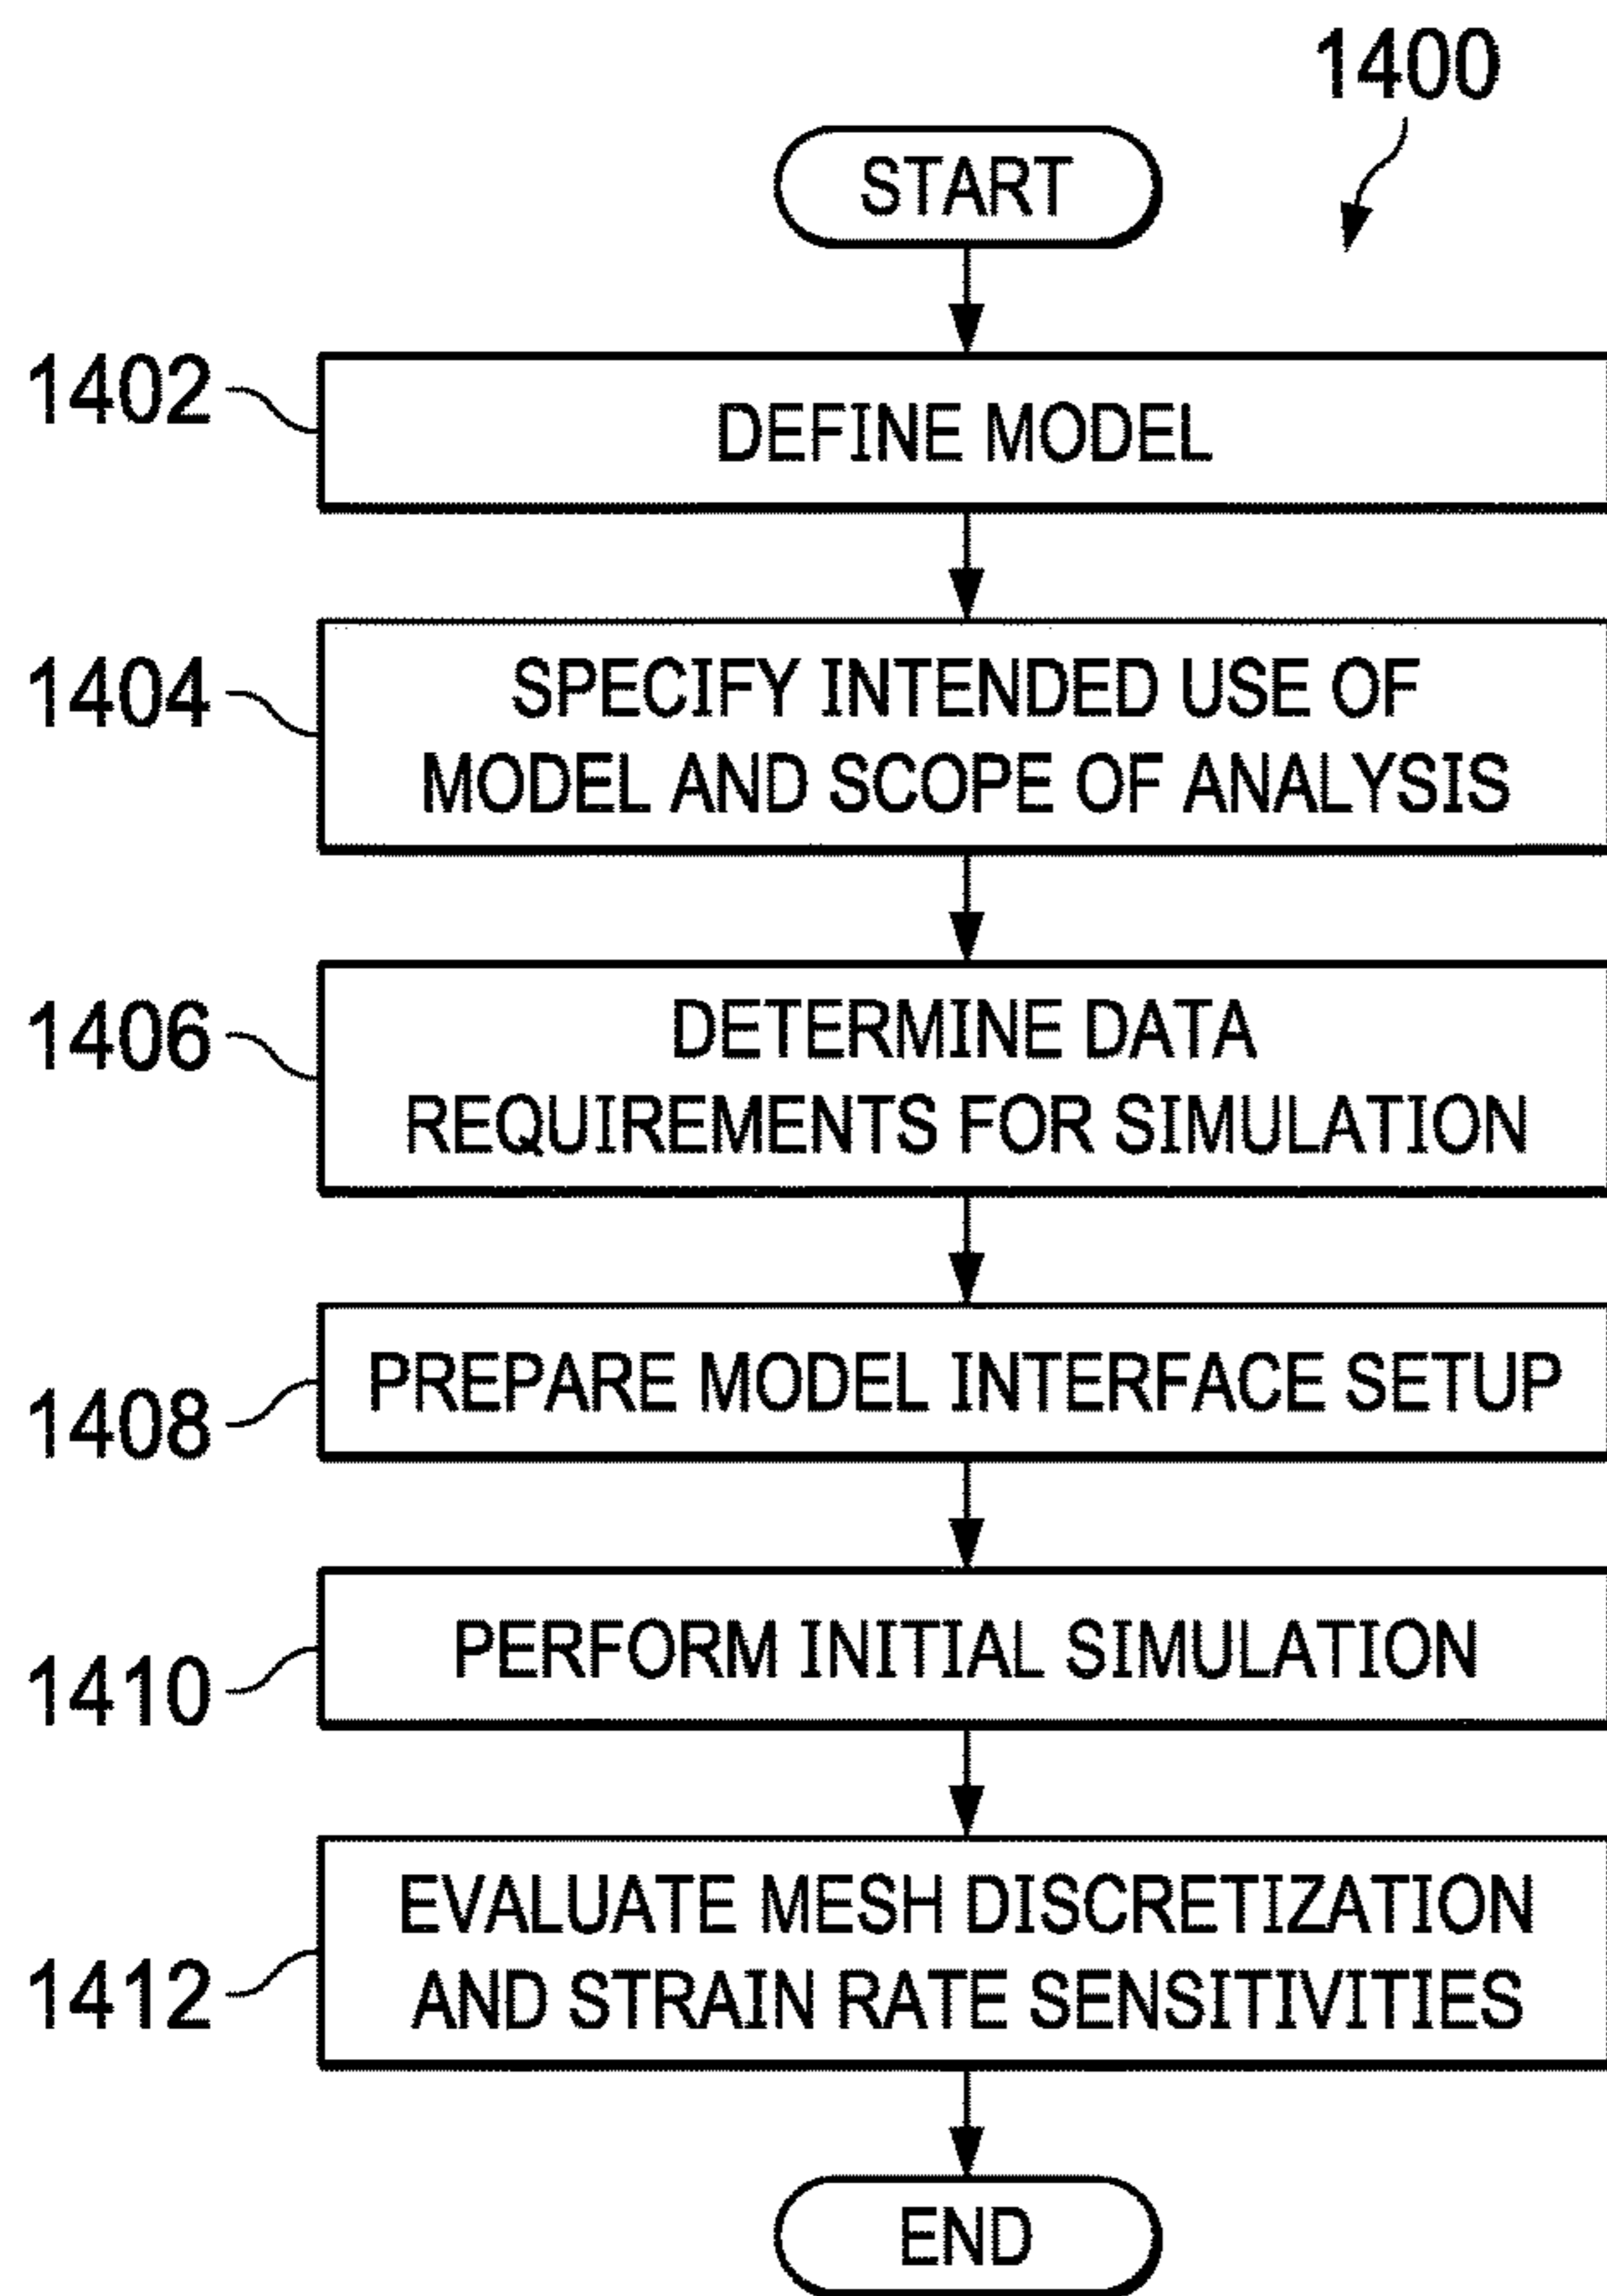 1400
START
1402
DEFINE MODEL
1404
SPECIFY INTENDED USE OF
MODEL AND SCOPE OF ANALYSIS
1406
DETERMINE DATA
REQUIREMENTS FOR SIMULATION
1408
PREPARE MODEL INTERFACE SETUP
1410
PERFORM INITIAL SIMULATION
1412
EVALUATE MESH DISCRETIZATION
AND STRAIN RATE SENSITIVITIES
END